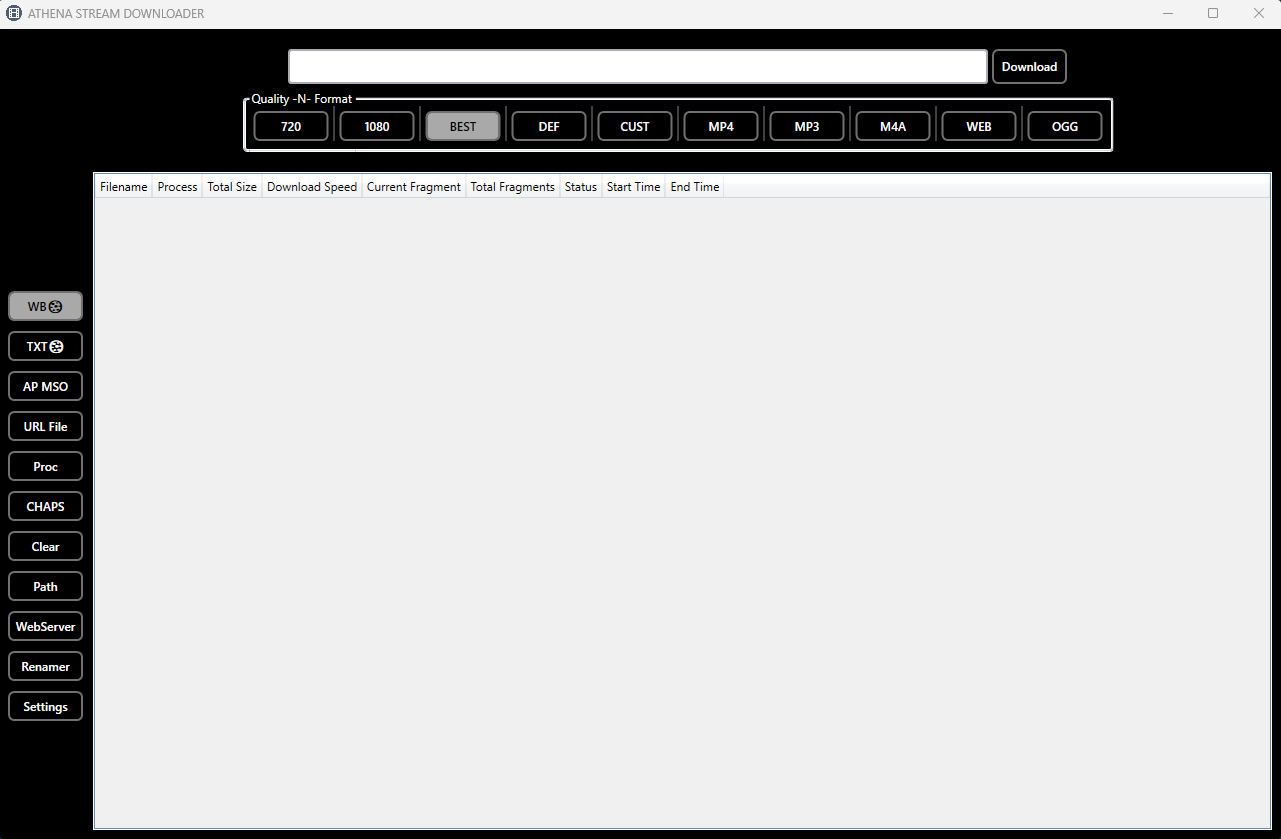 ATHENA STREAM DOWNLOADER
Download
Quality -N- Format
720 1080 BEST DEF CUST MP4 MP3 M4A WEB OGG
Filename Process Total Size Download Speed Current Fragment Total Fragments Status Start Time End Time
WB
TXT
AP MSO
URL File
Proc
CHAPS
Clear
Path
WebServer
Renamer
Settings